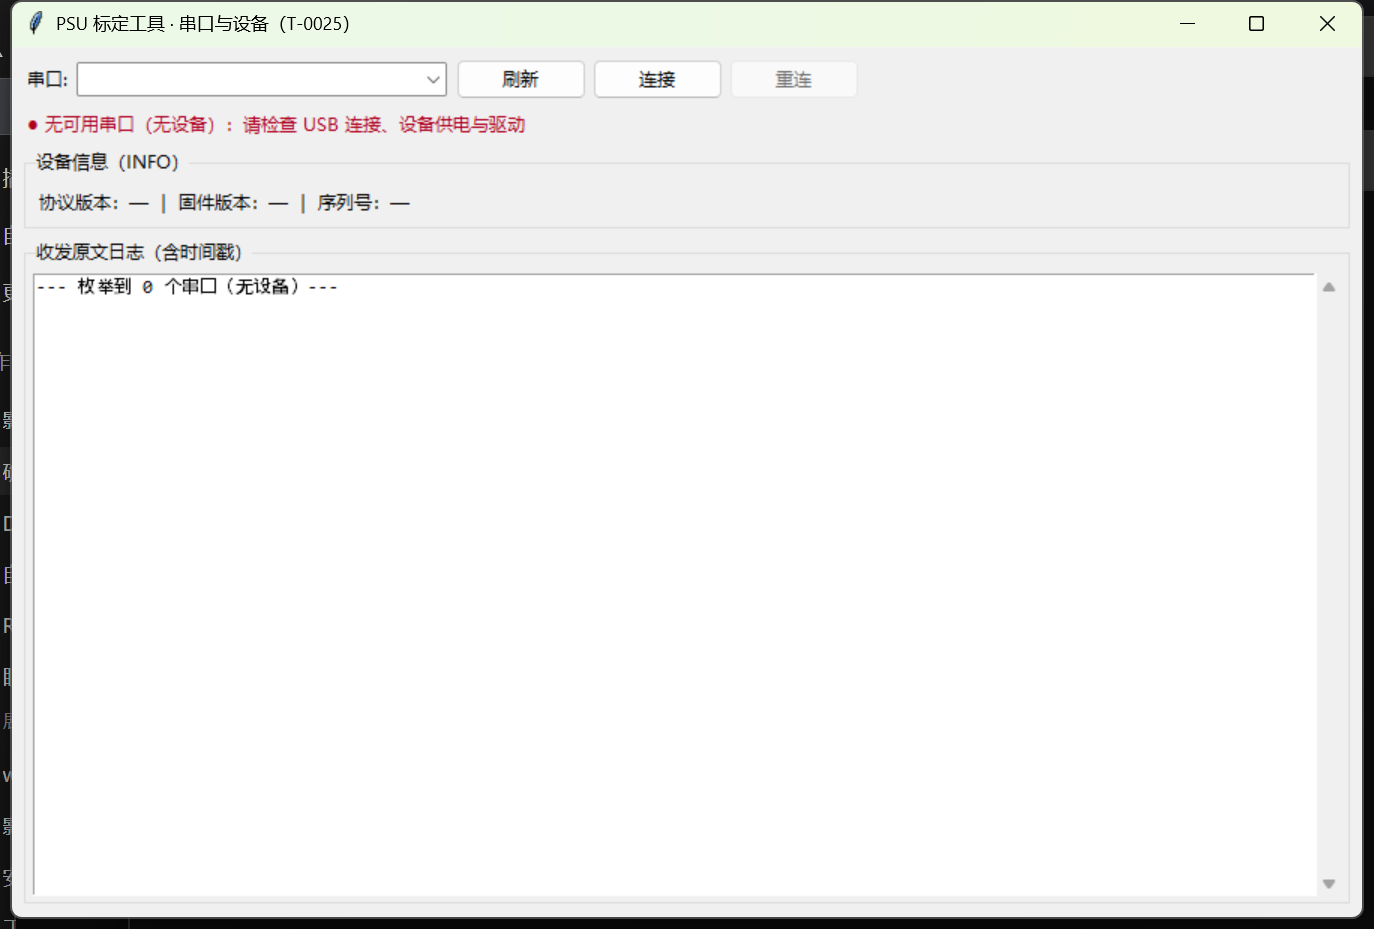 PSU 标定工具 · 串口与设备（T-0025）
串口: 刷新 连接 重连
● 无可用串口（无设备）：请检查 USB 连接、设备供电与驱动
设备信息（INFO）
协议版本: — | 固件版本: — | 序列号: —
收发原文日志（含时间戳）
--- 枚举到 0 个串口（无设备）---